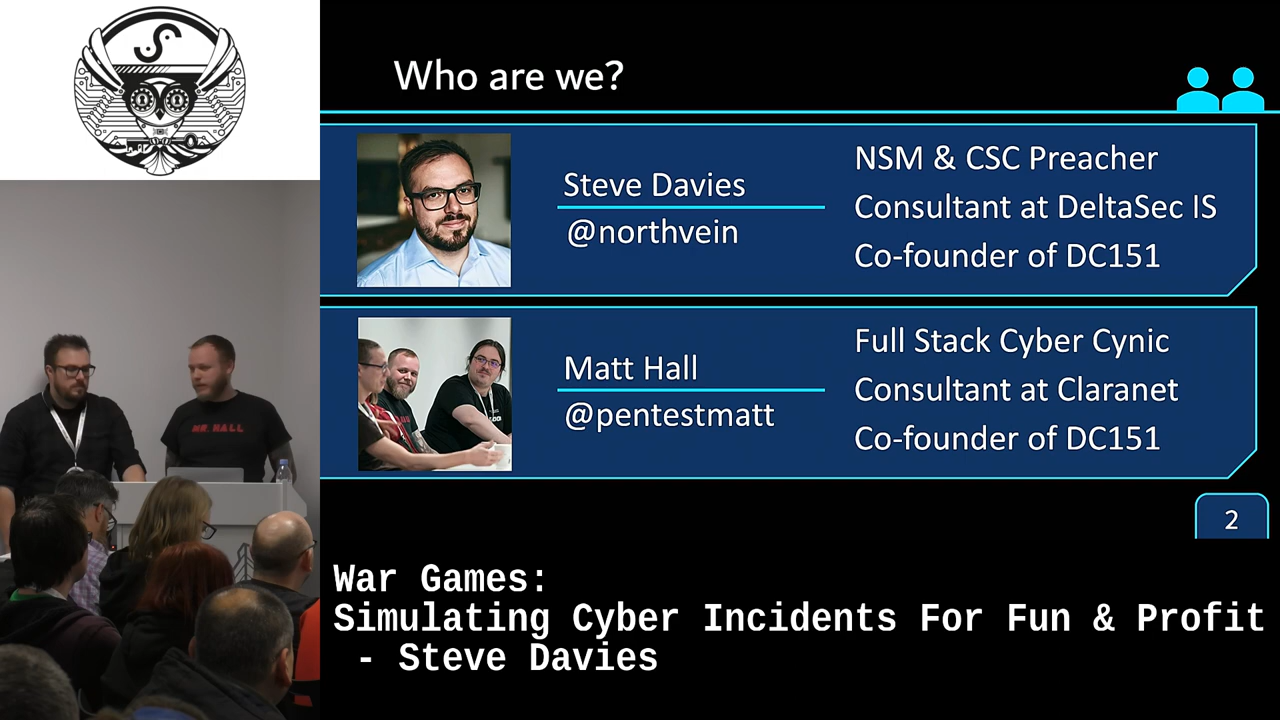 Who are we?
Steve Davies
@northvein
NSM & CSC Preacher
Consultant at DeltaSec IS
Co-founder of DC151
Matt Hall
@pentestmatt
Full Stack Cyber Cynic
Consultant at Claranet
Co-founder of DC151
2
MR. HALL
War Games:
Simulating Cyber Incidents For Fun & Profit
- Steve Davies